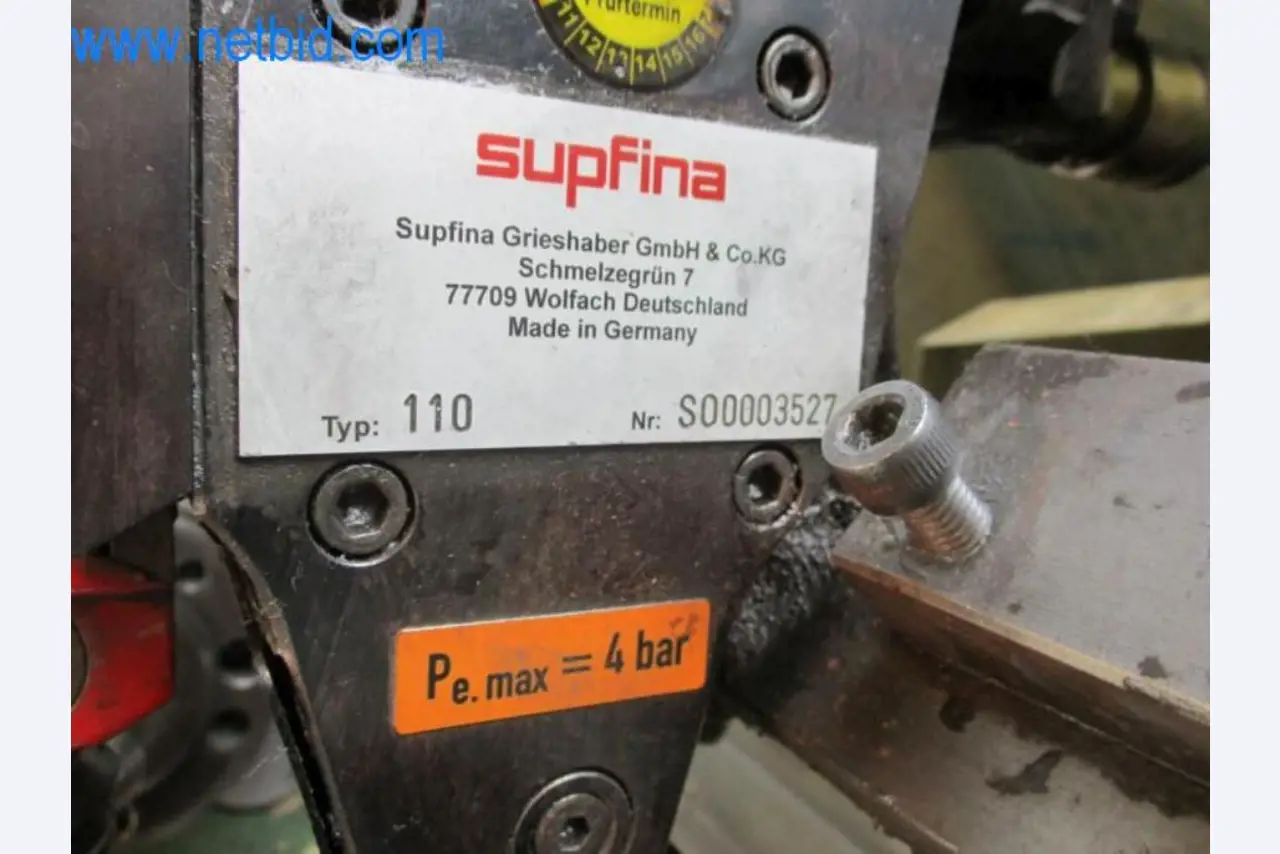 www.netbid.com
Prüftermin
11 12 13 14 15 16 17
supfina
Supfina Grieshaber GmbH & Co.KG
Schmelzegrün 7
77709 Wolfach Deutschland
Made in Germany
Typ: 110 Nr: S00003527
Pe. max = 4 bar